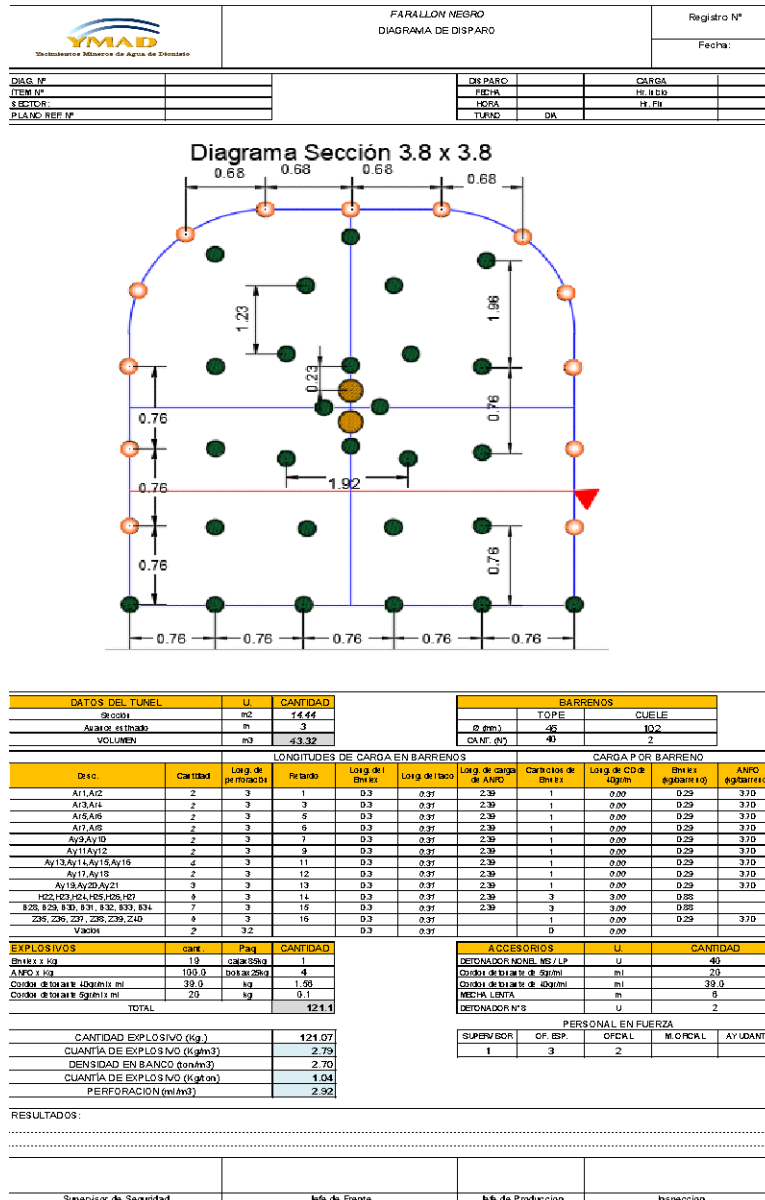 FARALLON NEGRO
DIAGRAMA DE DISPARO
Registro N°
Fecha:
YMAD
Yacimientos Mineros de Agua de Dionisio
DIAG. N° DISPARO CARGA
ITEM N° FECHA Hr. Inicio
SECTOR: HORA Hr. Fin
PLANO REF. N° TURNO DIA
Diagrama Sección 3.8 x 3.8
0.68 0.68 0.68 0.68
1.23 1.96
0.23
0.76 0.76
0.76 1.92
0.76 0.76
0.76 0.76 0.76 0.76 0.76
DATOS DEL TUNEL U. CANTIDAD
Sección m2 14.44
Avance estimado m 3
VOLUMEN m3 43.32
BARRENOS
TOPE CUELE
Ø (mm) 45 102
CANT. (N°) 40 2
LONGITUDES DE CARGA EN BARRENOS CARGA POR BARRENO
Desc. Cantidad Long. de perforación Retardo Long. del Emulex Long. del taco Long. de carga de ANFO Cartuchos de Emulex Long. de CD de 40gr/m Emulex (kg/barreno) ANFO (kg/barreno
Ar1,Ar2 2 3 1 0.3 0.31 2.39 1 0.00 0.29 3.70
Ar3,Ar4 2 3 3 0.3 0.31 2.39 1 0.00 0.29 3.70
Ar5,Ar6 2 3 5 0.3 0.31 2.39 1 0.00 0.29 3.70
Ar7,Ar8 2 3 6 0.3 0.31 2.39 1 0.00 0.29 3.70
Ay9,Ay10 2 3 7 0.3 0.31 2.39 1 0.00 0.29 3.70
Ay11Ay12 2 3 9 0.3 0.31 2.39 1 0.00 0.29 3.70
Ay13,Ay14,Ay15,Ay16 4 3 11 0.3 0.31 2.39 1 0.00 0.29 3.70
Ay17,Ay18 2 3 12 0.3 0.31 2.39 1 0.00 0.29 3.70
Ay19,Ay20,Ay21 3 3 13 0.3 0.31 2.39 1 0.00 0.29 3.70
H22,H23,H24,H25,H26,H27 6 3 14 0.3 0.31 2.39 3 3.00 0.88
B28, B29, B30, B31, B32, B33, B34 7 3 15 0.3 0.31 2.39 3 3.00 0.88
Z35, Z36, Z37, Z38, Z39, Z40 6 3 16 0.3 0.31 1 0.00 0.29 3.70
Vacios 2 3.2 0.3 0.31 0 0.00
EXPLOSIVOS cant. Paq CANTIDAD
Emulex x Kg 19 cajax85kg 1
ANFO x Kg 100.0 bolsax25kg 4
Cordon detonante 40gr/ml x ml 39.0 kg 1.56
Cordon detonante 5gr/ml x ml 20 kg 0.1
TOTAL 121.1
ACCESORIOS U. CANTIDAD
DETONADOR NONEL MS / LP U 40
Cordon detonante de 5gr/ml ml 20
Cordon detonante de 40gr/ml ml 39.0
MECHA LENTA m 6
DETONADOR N°8 U 2
CANTIDAD EXPLOSIVO (Kg.) 121.07
CUANTÍA DE EXPLOSIVO (Kg/m3) 2.79
DENSIDAD EN BANCO (ton/m3) 2.70
CUANTÍA DE EXPLOSIVO (Kg/ton) 1.04
PERFORACION (ml/m3) 2.92
PERSONAL EN FUERZA
SUPERVISOR OF. ESP. OFICIAL M.OFICIAL AYUDANT
1 3 2
RESULTADOS:
Supervisor de Seguridad Jefe de Frente Jefe de Produccion Inspeccion